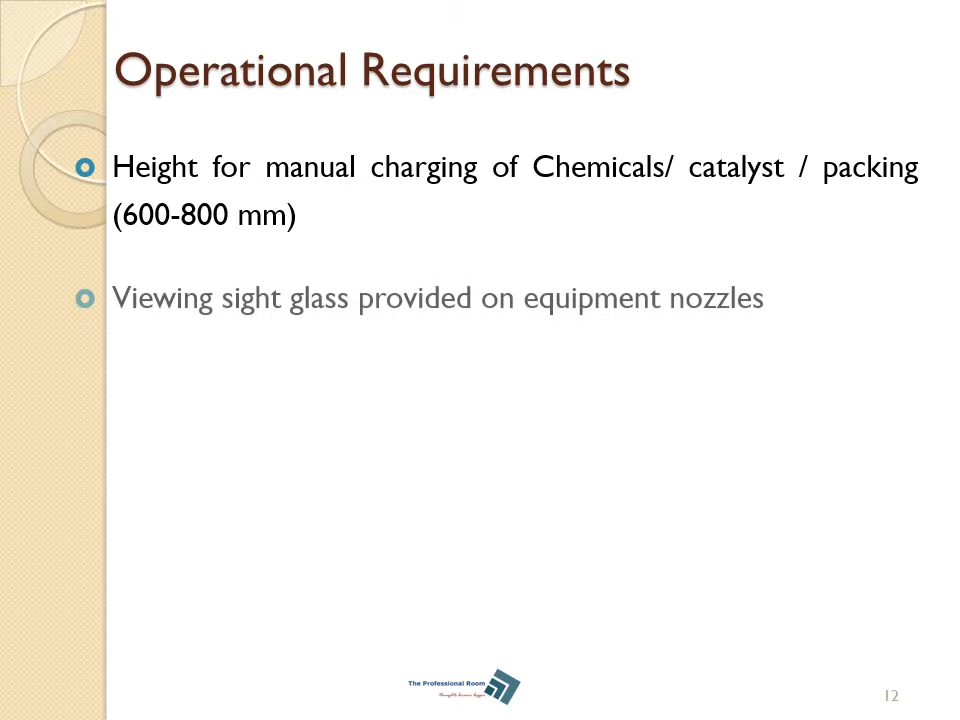 Operational Requirements
Height for manual charging of Chemicals/ catalyst / packing
(600-800 mm)
Viewing sight glass provided on equipment nozzles
The Professional Room
12